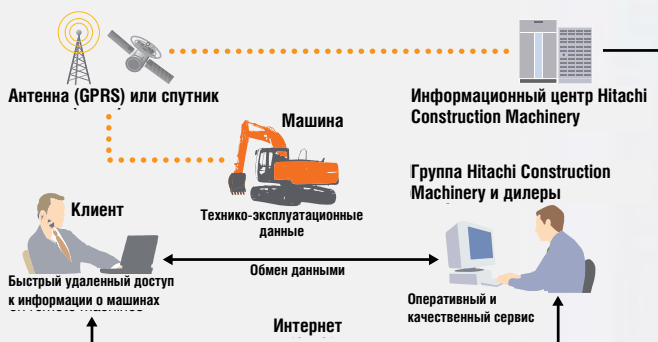 Антенна (GPRS) или спутник
Информационный центр Hitachi
Construction Machinery
Машина
Группа Hitachi Construction
Machinery и дилеры
Клиент
Технико-эксплуатационные
данные
Обмен данными
Быстрый удаленный доступ
к информации о машинах
Оперативный и
качественный сервис
Интернет